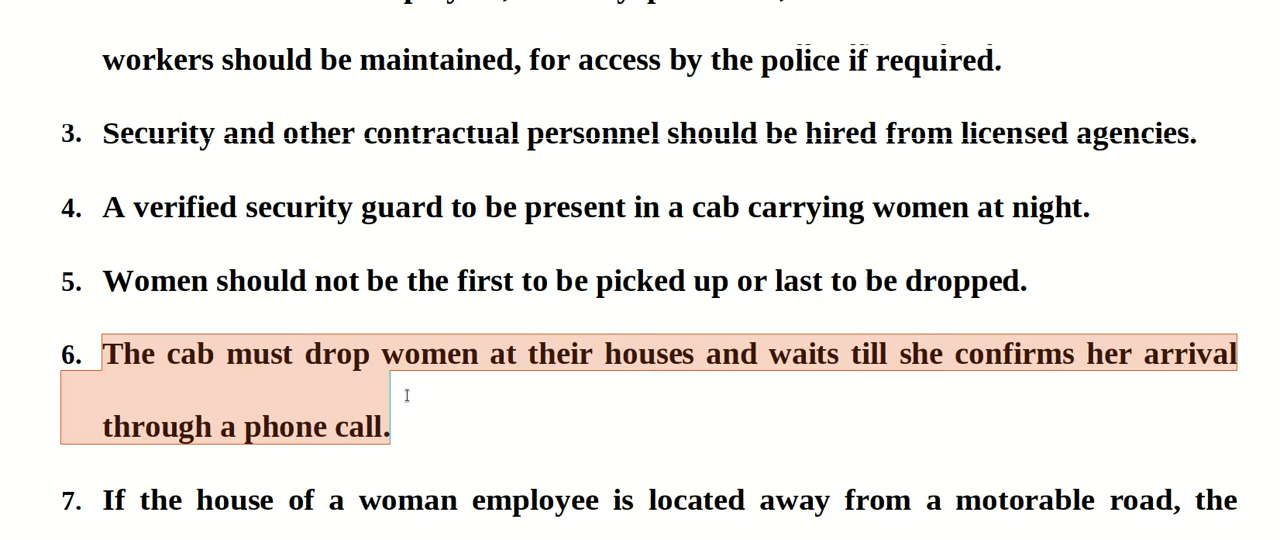 workers should be maintained, for access by the police if required.
3. Security and other contractual personnel should be hired from licensed agencies.
4. A verified security guard to be present in a cab carrying women at night.
5. Women should not be the first to be picked up or last to be dropped.
6. The cab must drop women at their houses and waits till she confirms her arrival
through a phone call.
7. If the house of a woman employee is located away from a motorable road, the